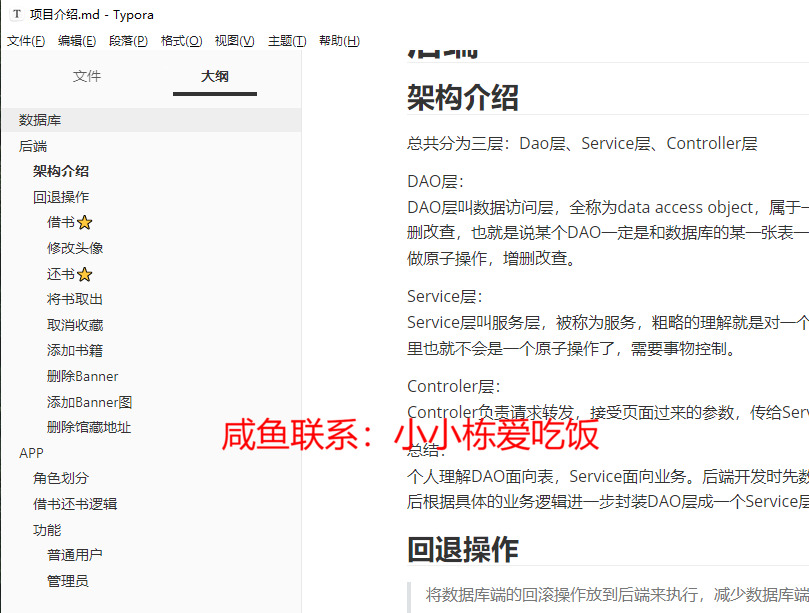 项目介绍.md - Typora
文件(F) 编辑(E) 段落(P) 格式(O) 视图(V) 主题(T) 帮助(H)
文件 大纲
数据库
后端
架构介绍
回退操作
借书⭐
修改头像
还书⭐
将书取出
取消收藏
添加书籍
删除Banner
添加Banner图
删除馆藏地址
APP
角色划分
借书还书逻辑
功能
普通用户
管理员
后端
架构介绍
总共分为三层：Dao层、Service层、Controller层
DAO层：
DAO层叫数据访问层，全称为data access object，属于一
删改查，也就是说某个DAO一定是和数据库的某一张表一
做原子操作，增删改查。
Service层：
Service层叫服务层，被称为服务，粗略的理解就是对一个
里也就不会是一个原子操作了，需要事物控制。
Controler层：
Controler负责请求转发，接受页面过来的参数，传给Ser
总结：
个人理解DAO面向表，Service面向业务。后端开发时先数
后根据具体的业务逻辑进一步封装DAO层成一个Service层
回退操作
将数据库端的回滚操作放到后端来执行，减少数据库端
咸鱼联系：小小栋爱吃饭